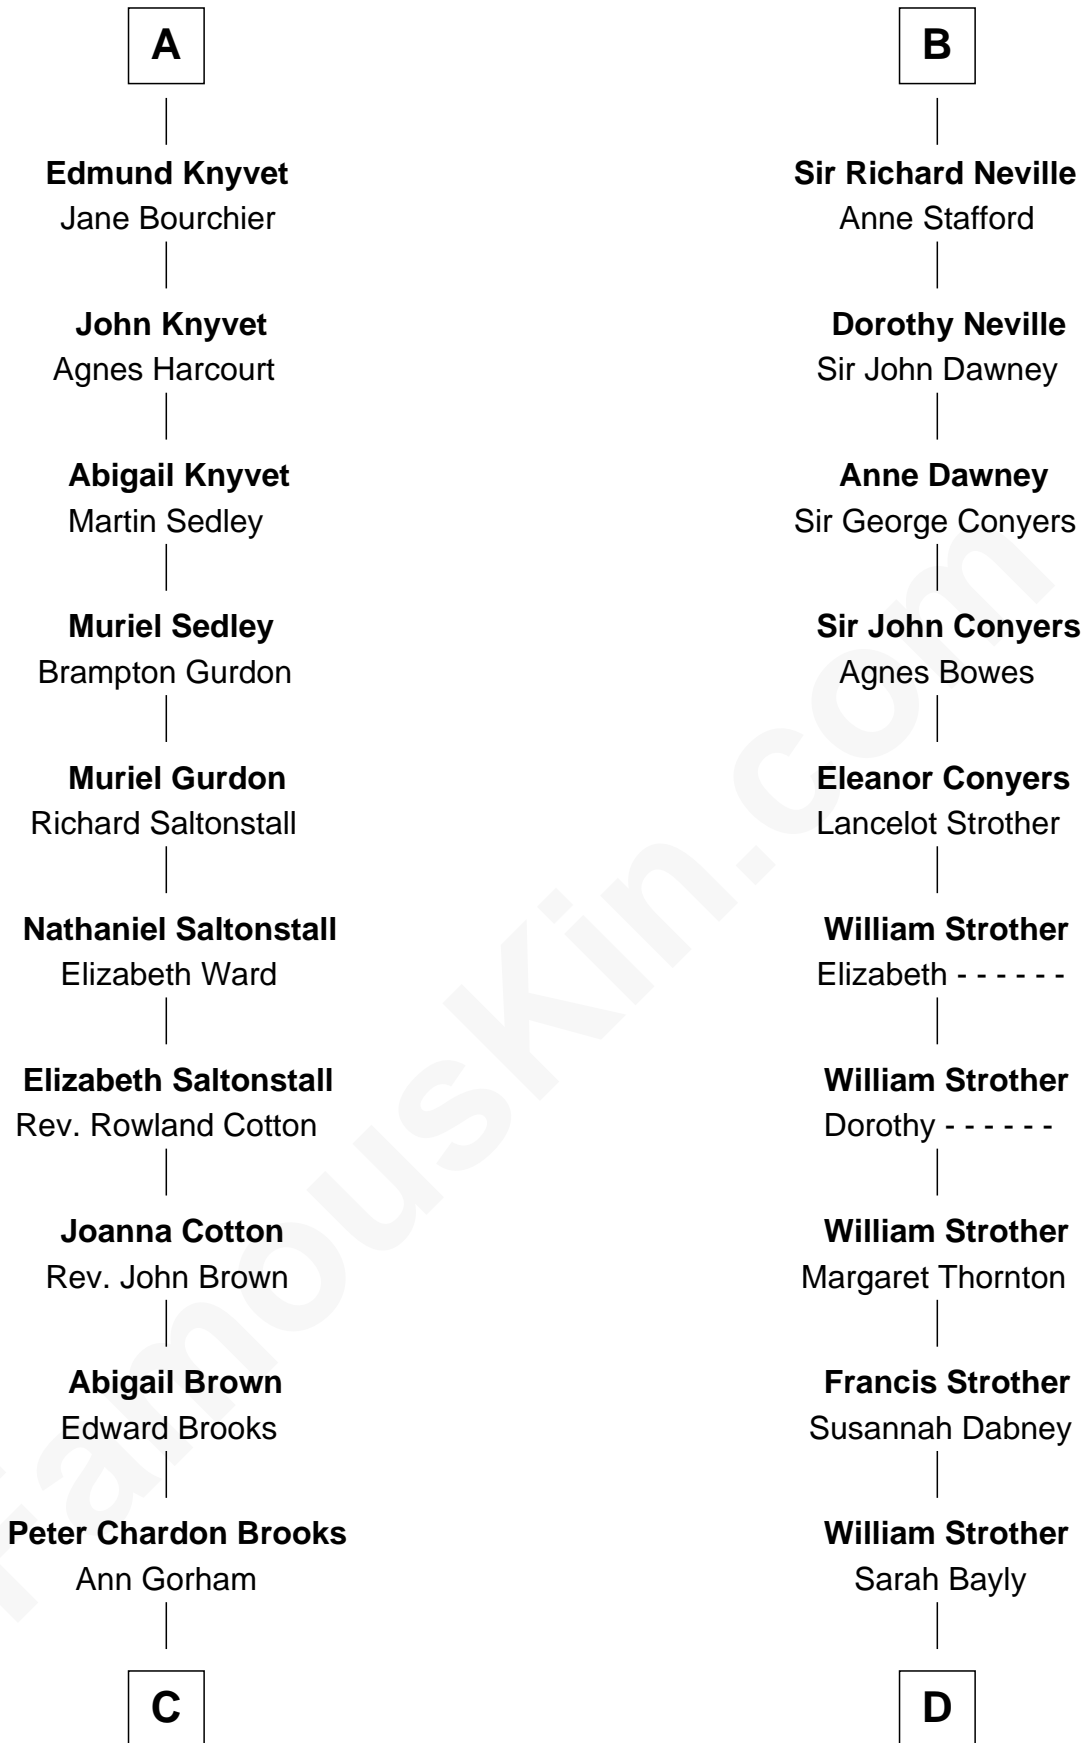 A
Edmund Knyvet
Jane Bourchier
John Knyvet
Agnes Harcourt
Abigail Knyvet
Martin Sedley
Muriel Sedley
Brampton Gurdon
Muriel Gurdon
Richard Saltonstall
Nathaniel Saltonstall
Elizabeth Ward
Elizabeth Saltonstall
Rev. Rowland Cotton
Joanna Cotton
Rev. John Brown
Abigail Brown
Edward Brooks
Peter Chardon Brooks
Ann Gorham
C
B
Sir Richard Neville
Anne Stafford
Dorothy Neville
Sir John Dawney
Anne Dawney
Sir George Conyers
Sir John Conyers
Agnes Bowes
Eleanor Conyers
Lancelot Strother
William Strother
Elizabeth - - - - - -
William Strother
Dorothy - - - - - -
William Strother
Margaret Thornton
Francis Strother
Susannah Dabney
William Strother
Sarah Bayly
D
FamousKin.com